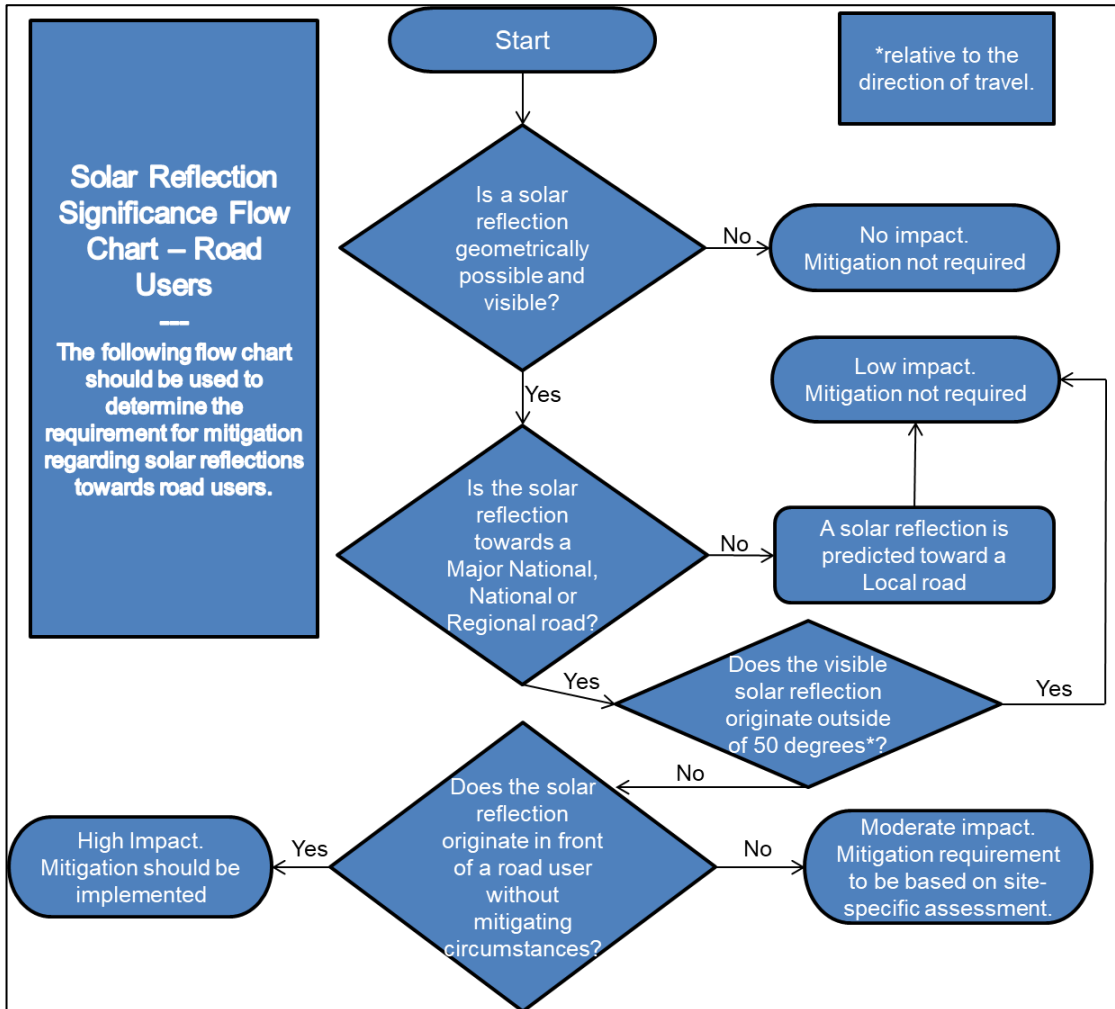 Solar Reflection
Significance Flow
Chart – Road
Users
---
The following flow chart
should be used to
determine the
requirement for mitigation
regarding solar reflections
towards road users.
Start
*relative to the
direction of travel.
Is a solar
reflection
geometrically
possible and
visible?
No
No impact.
Mitigation not required
Yes
Low impact.
Mitigation not required
Is the solar
reflection
towards a
Major National,
National or
Regional road?
No
A solar reflection is
predicted toward a
Local road
Yes
Does the visible
solar reflection
originate outside
of 50 degrees*?
Yes
No
Does the solar
reflection
originate in front
of a road user
without
mitigating
circumstances?
Yes
High Impact.
Mitigation should be
implemented
No
Moderate impact.
Mitigation requirement
to be based on site-
specific assessment.